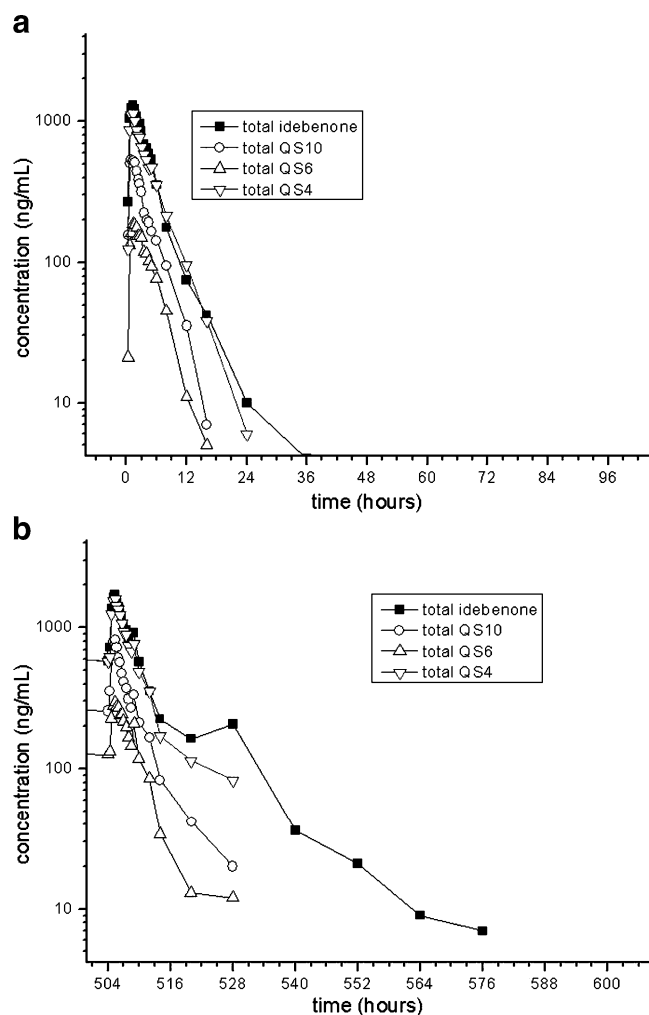 a
concentration (ng/mL)
1000
100
10
total idebenone
total QS10
total QS6
total QS4
0 12 24 36 48 60 72 84 96
time (hours)
b
concentration (ng/mL)
1000
100
10
total idebenone
total QS10
total QS6
total QS4
504 516 528 540 552 564 576 588 600
time (hours)